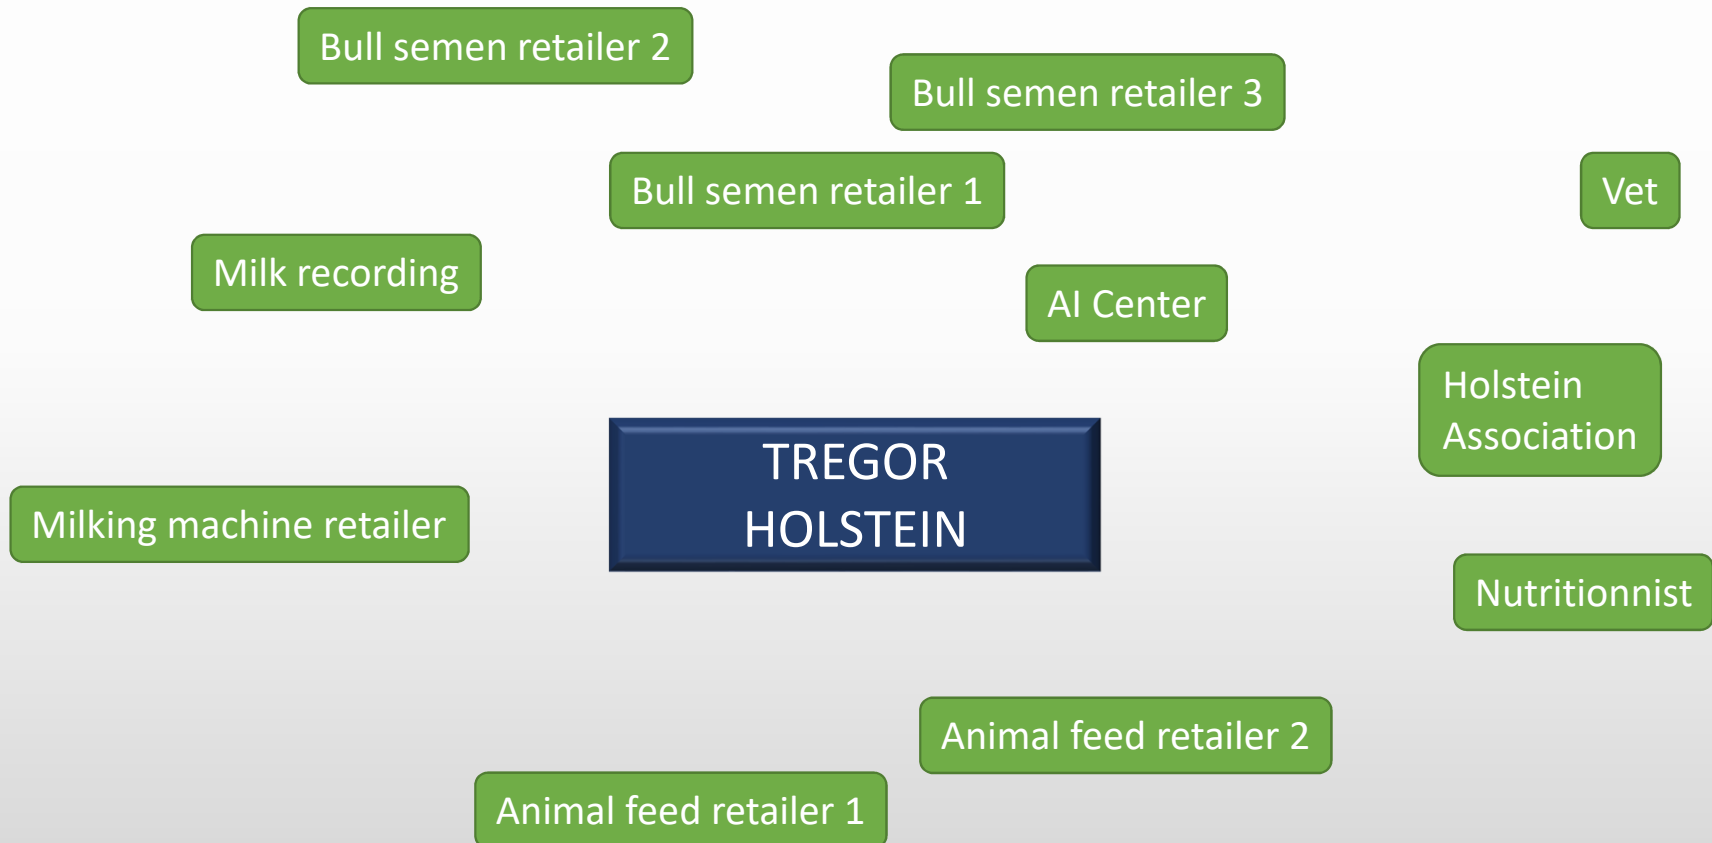 Bull semen retailer 2
Bull semen retailer 3
Bull semen retailer 1
Vet
Milk recording
AI Center
Holstein
Association
TREGOR
HOLSTEIN
Milking machine retailer
Nutritionnist
Animal feed retailer 2
Animal feed retailer 1